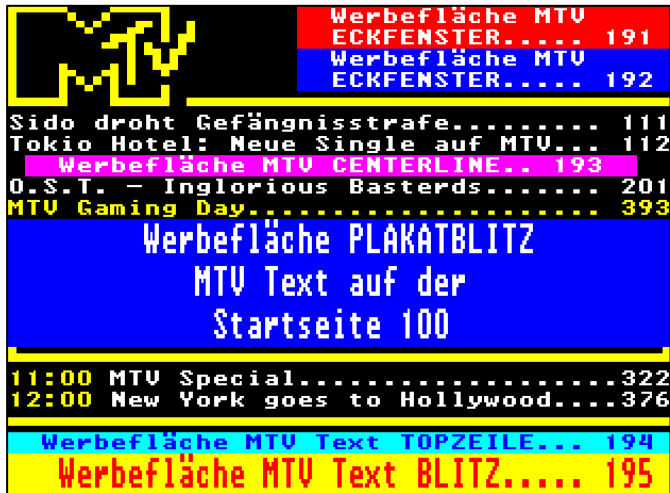 MTV
Werbefläche MTV
ECKFENSTER..... 191
Werbefläche MTV
ECKFENSTER..... 192
Sido droht Gefängnisstrafe......... 111
Tokio Hotel: Neue Single auf MTV... 112
Werbefläche MTV CENTERLINE.. 193
O.S.T. – Inglorious Basterds....... 201
MTV Gaming Day..................... 393
Werbefläche PLAKATBLITZ
MTV Text auf der
Startseite 100
11:00 MTV Special...................322
12:00 New York goes to Hollywood....376
Werbefläche MTV Text TOPZEILE... 194
Werbefläche MTV Text BLITZ..... 195